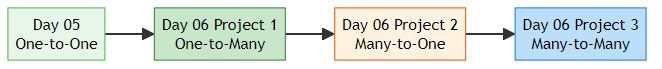 Day 05
One-to-One
Day 06 Project 1
One-to-Many
Day 06 Project 2
Many-to-One
Day 06 Project 3
Many-to-Many